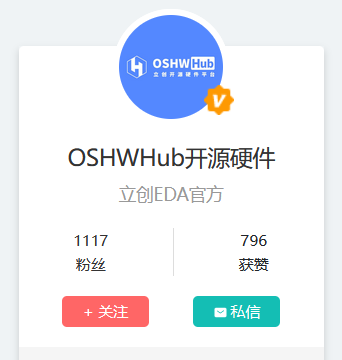 OSHWHub
立创开源硬件平台
V
OSHWHub开源硬件
立创EDA官方
1117 796
粉丝 获赞
+ 关注 私信